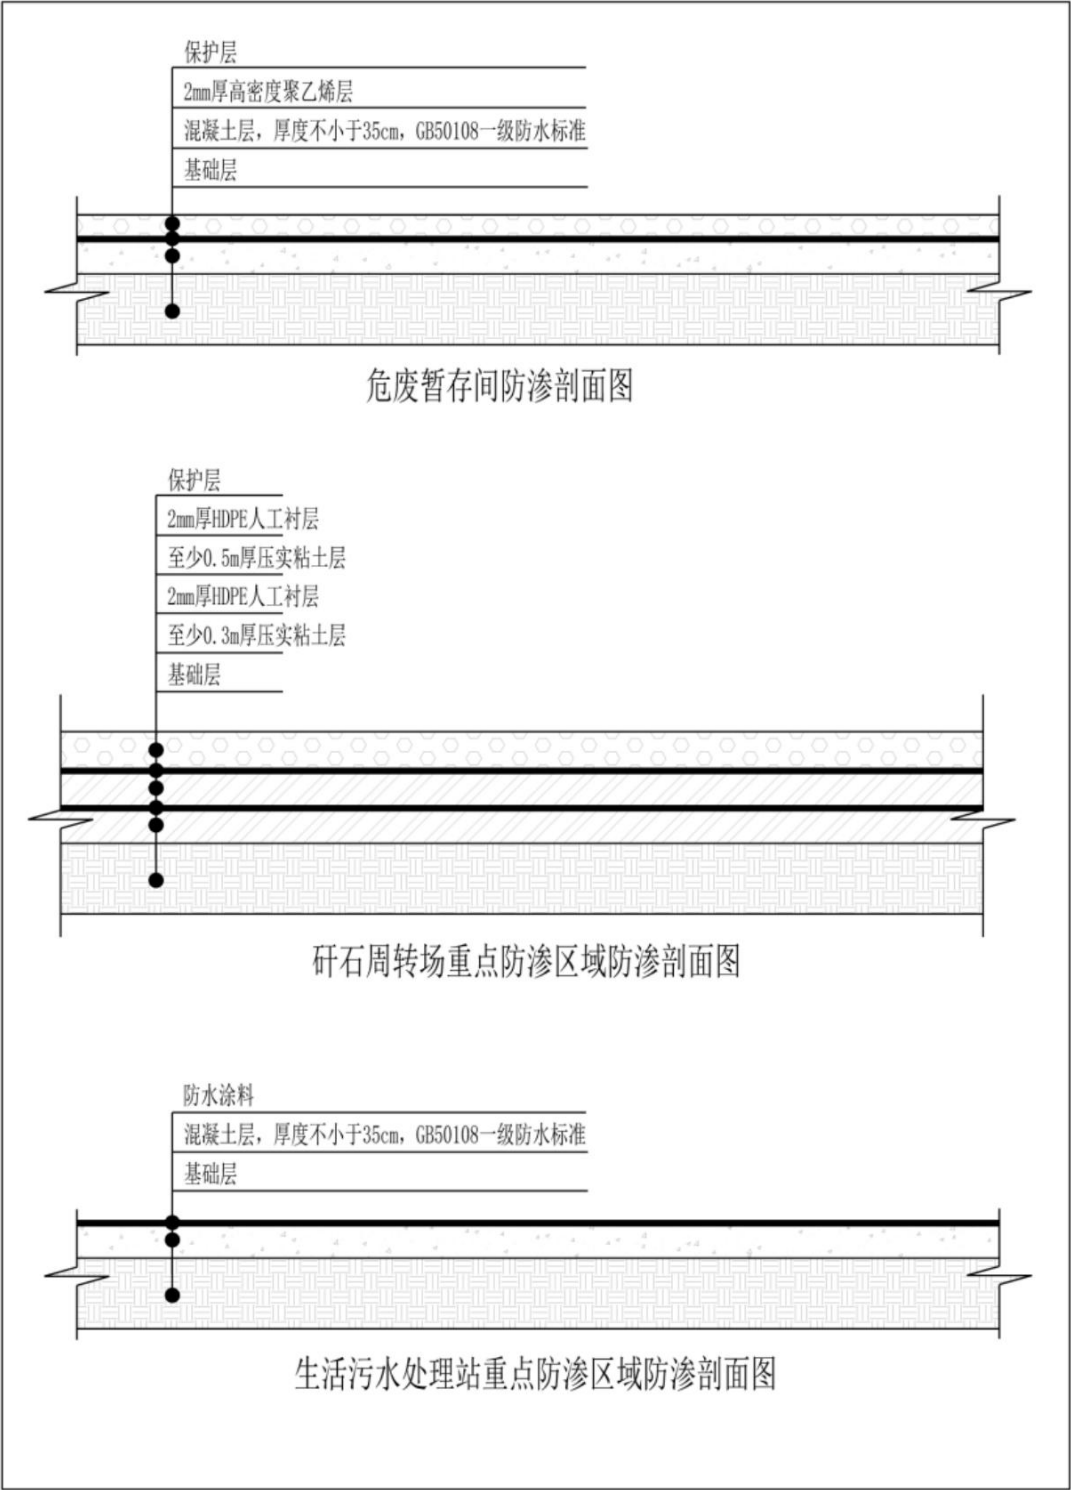 保护层
2mm厚高密度聚乙烯层
混凝土层，厚度不小于35cm，GB50108一级防水标准
基础层
危废暂存间防渗剖面图
保护层
2mm厚HDPE人工衬层
至少0.5m厚压实粘土层
2mm厚HDPE人工衬层
至少0.3m厚压实粘土层
基础层
矸石周转场重点防渗区域防渗剖面图
防水涂料
混凝土层，厚度不小于35cm，GB50108一级防水标准
基础层
生活污水处理站重点防渗区域防渗剖面图